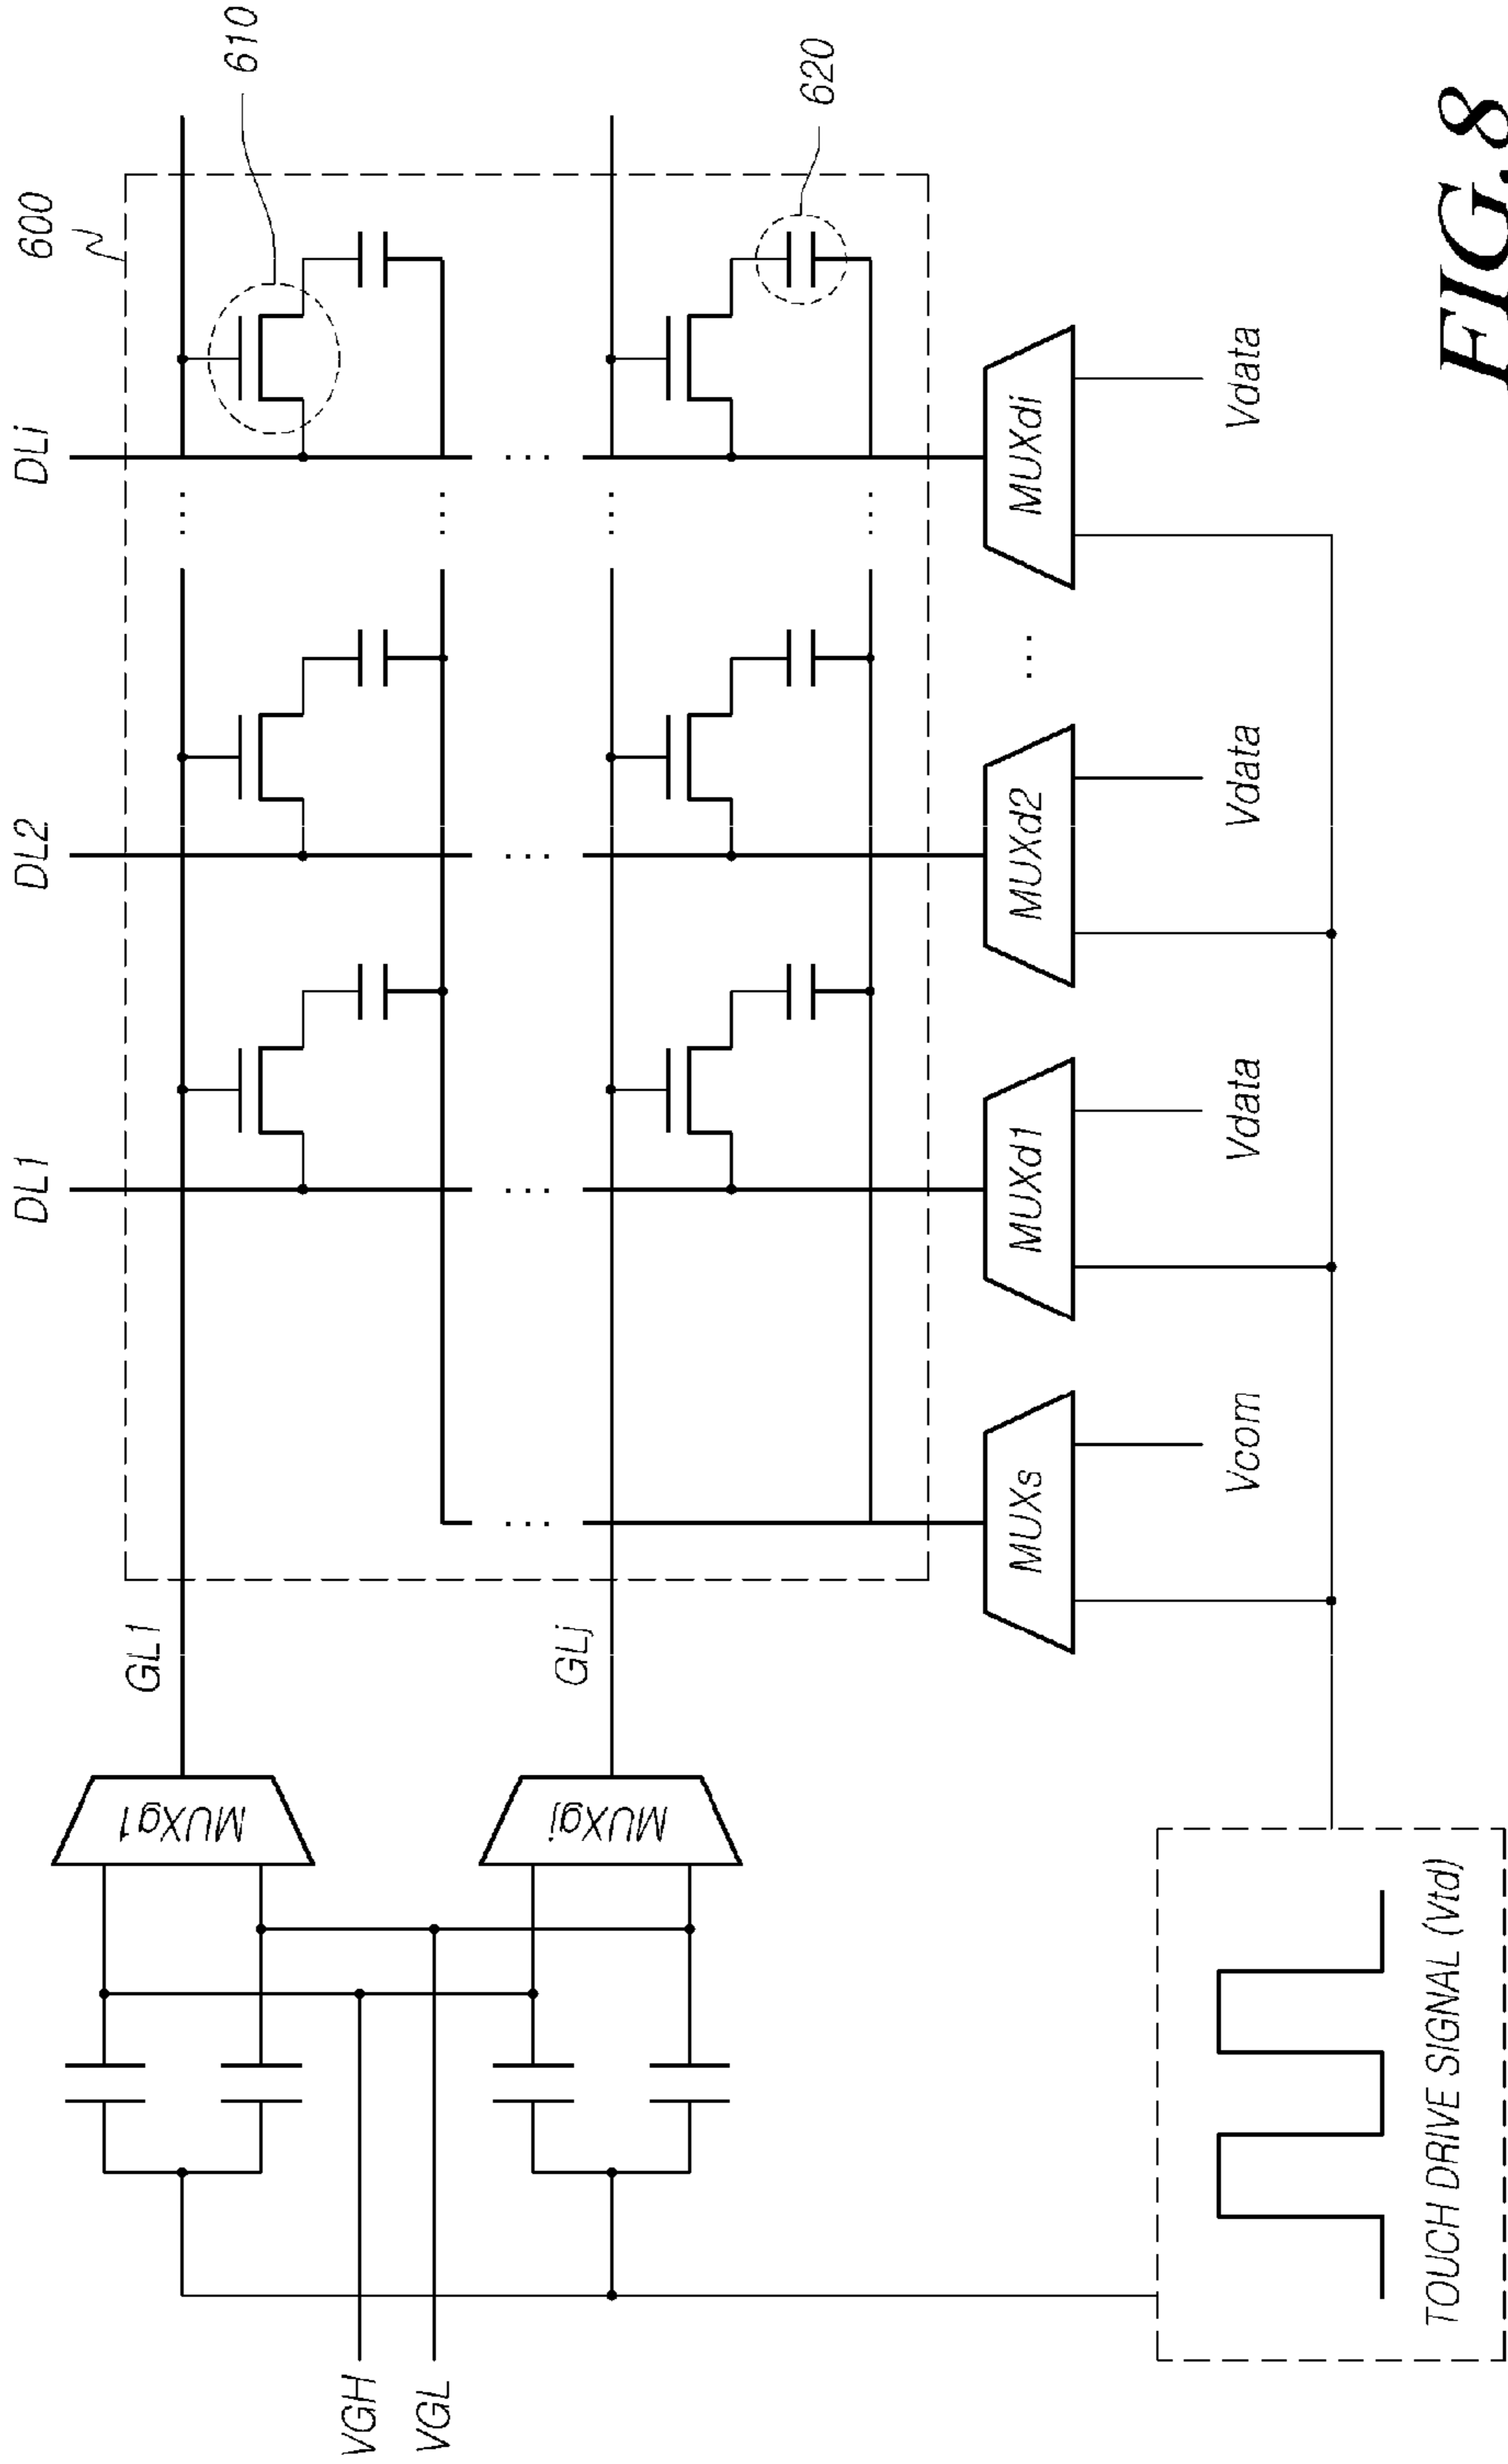 600
610
620
DL1
DL2
DLi
GL1
GLj
MUXg1
MUXgj
VGH
VGL
MUXs
MUXd1
MUXd2
MUXdi
Vcom
Vdata
Vdata
Vdata
TOUCH DRIVE SIGNAL (Vtd)
FIG.8